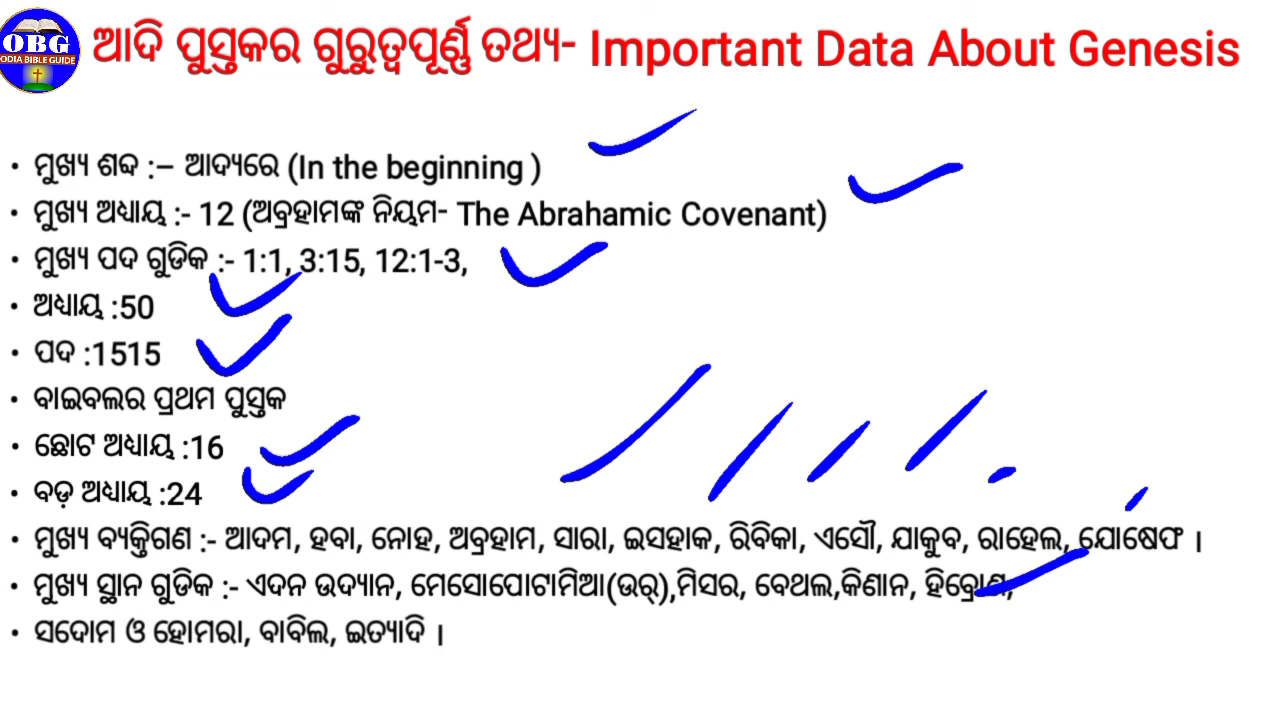 OBG
ODIA BIBLE GUIDE
ଆଦି ପୁସ୍ତକର ଗୁରୁତ୍ୱପୂର୍ଣ୍ଣ ତଥ୍ୟ- Important Data About Genesis
• ମୁଖ୍ୟ ଶବ୍ଦ :– ଆଦ୍ୟରେ (In the beginning )
• ମୁଖ୍ୟ ଅଧ୍ୟାୟ :- 12 (ଅବ୍ରହାମଙ୍କ ନିୟମ- The Abrahamic Covenant)
• ମୁଖ୍ୟ ପଦ ଗୁଡିକ :- 1:1, 3:15, 12:1-3,
• ଅଧ୍ୟାୟ :50
• ପଦ :1515
• ବାଇବଲର ପ୍ରଥମ ପୁସ୍ତକ
• ଛୋଟ ଅଧ୍ୟାୟ :16
• ବଡ଼ ଅଧ୍ୟାୟ :24
• ମୁଖ୍ୟ ବ୍ୟକ୍ତିଗଣ :- ଆଦମ, ହବା, ନୋହ, ଅବ୍ରହାମ, ସାରା, ଇସହାକ, ରିବିକା, ଏସୌ, ଯାକୁବ, ରାହେଲ, ଯୋଷେଫ ।
• ମୁଖ୍ୟ ସ୍ଥାନ ଗୁଡିକ :- ଏଦନ ଉଦ୍ୟାନ, ମେସୋପୋଟାମିଆ(ଉର୍),ମିସର, ବେଥଲ,କିଣାନ, ହିବ୍ରୋଣ,
• ସଦୋମ ଓ ହୋମରା, ବାବିଲ, ଇତ୍ୟାଦି ।